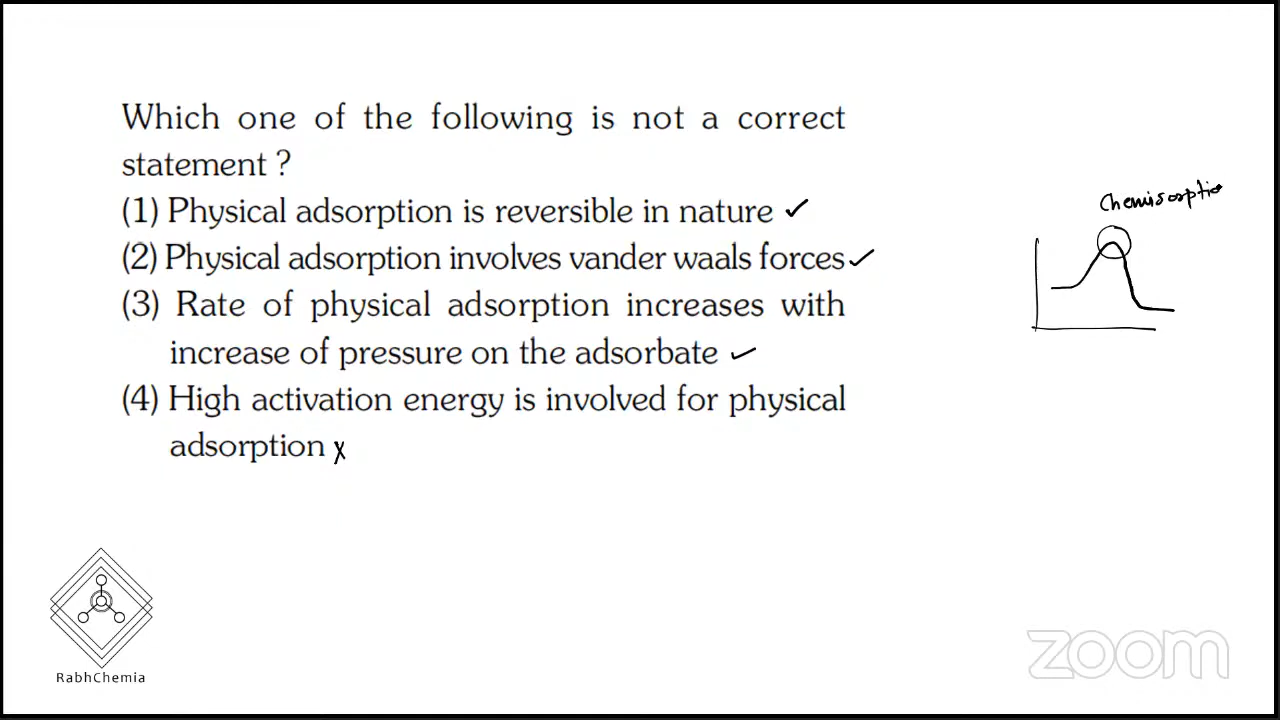 Which one of the following is not a correct
statement ?
(1) Physical adsorption is reversible in nature ✓
(2) Physical adsorption involves vander waals forces ✓
(3) Rate of physical adsorption increases with
increase of pressure on the adsorbate ✓
(4) High activation energy is involved for physical
adsorption x
Chemisorptio
RabhChemia
zoom